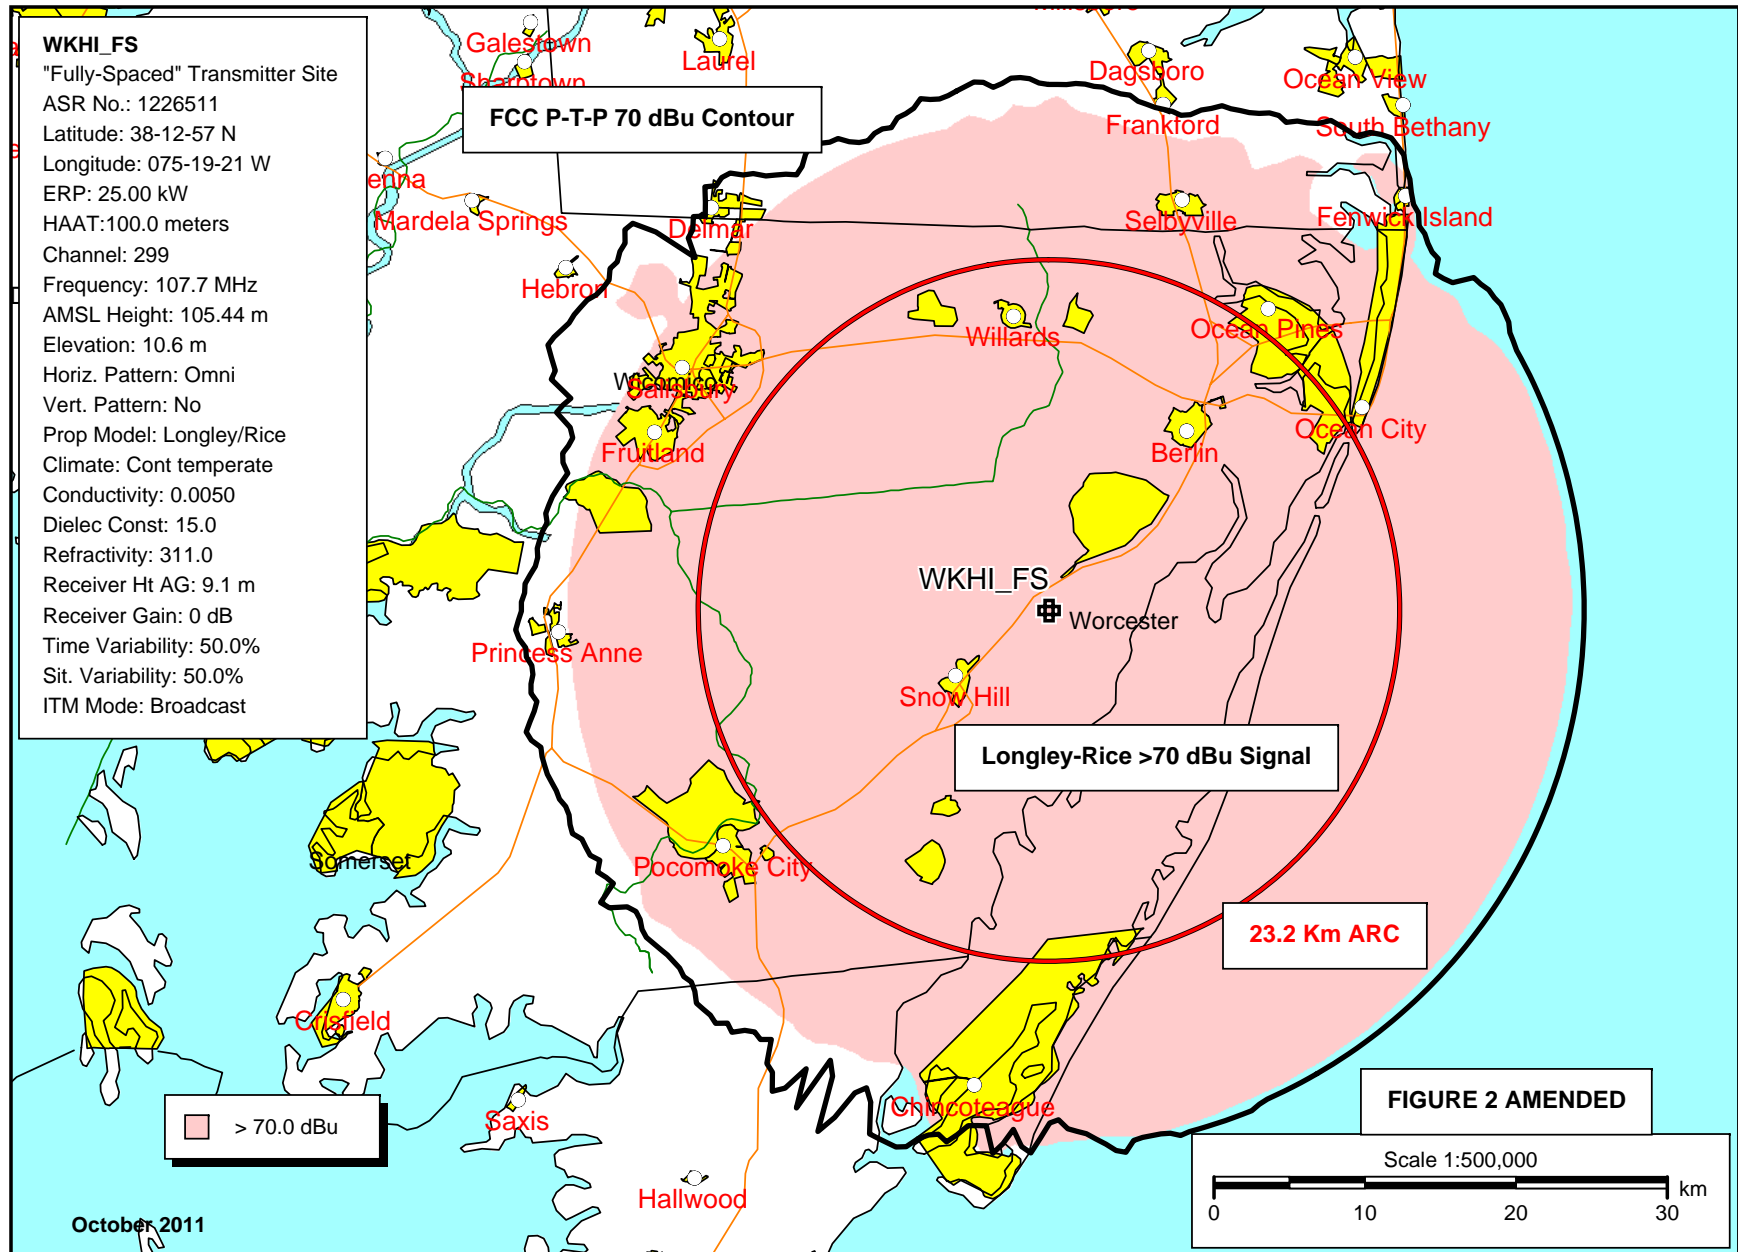 WKHI_FS
"Fully-Spaced" Transmitter Site
ASR No.: 1226511
Latitude: 38-12-57 N
Longitude: 075-19-21 W
ERP: 25.00 kW
HAAT:100.0 meters
Channel: 299
Frequency: 107.7 MHz
AMSL Height: 105.44 m
Elevation: 10.6 m
Horiz. Pattern: Omni
Vert. Pattern: No
Prop Model: Longley/Rice
Climate: Cont temperate
Conductivity: 0.0050
Dielec Const: 15.0
Refractivity: 311.0
Receiver Ht AG: 9.1 m
Receiver Gain: 0 dB
Time Variability: 50.0%
Sit. Variability: 50.0%
ITM Mode: Broadcast
Galestown
Sharptown
Laurel
FCC P-T-P 70 dBu Contour
Dagsboro
Ocean View
Frankford
South Bethany
enna
Mardela Springs
Delmar
Selbyville
Fenwick Island
Hebron
Willards
Ocean Pines
Wicomico
Salisbury
Fruitland
Berlin
Ocean City
WKHI_FS
Worcester
Princess Anne
Snow Hill
Longley-Rice >70 dBu Signal
Somerset
Pocomoke City
23.2 Km ARC
Crisfield
Chincoteague
Saxis
> 70.0 dBu
Hallwood
FIGURE 2 AMENDED
Scale 1:500,000
km
0 10 20 30
October 2011